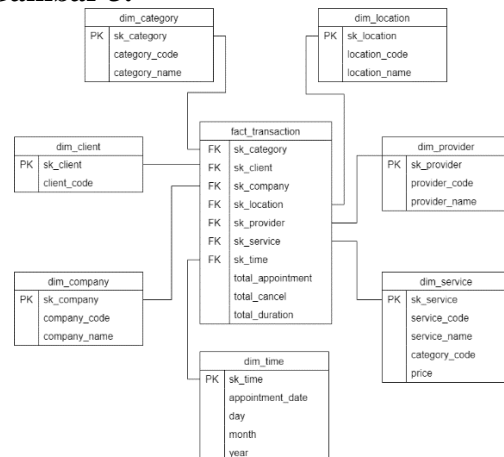 dim_category
PK sk_category
category_code
category_name
dim_location
PK sk_location
location_code
location_name
dim_client
PK sk_client
client_code
fact_transaction
FK sk_category
FK sk_client
FK sk_company
FK sk_location
FK sk_provider
FK sk_service
FK sk_time
total_appointment
total_cancel
total_duration
dim_provider
PK sk_provider
provider_code
provider_name
dim_company
PK sk_company
company_code
company_name
dim_service
PK sk_service
service_code
service_name
category_code
price
dim_time
PK sk_time
appointment_date
day
month
year